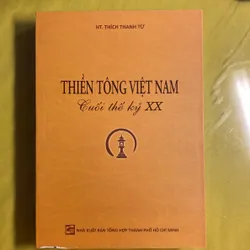 HT. THÍCH THANH TỪ
THIỀN TÔNG VIỆT NAM
Cuối thế kỷ XX
NHÀ XUẤT BẢN TỔNG HỢP THÀNH PHỐ HỒ CHÍ MINH